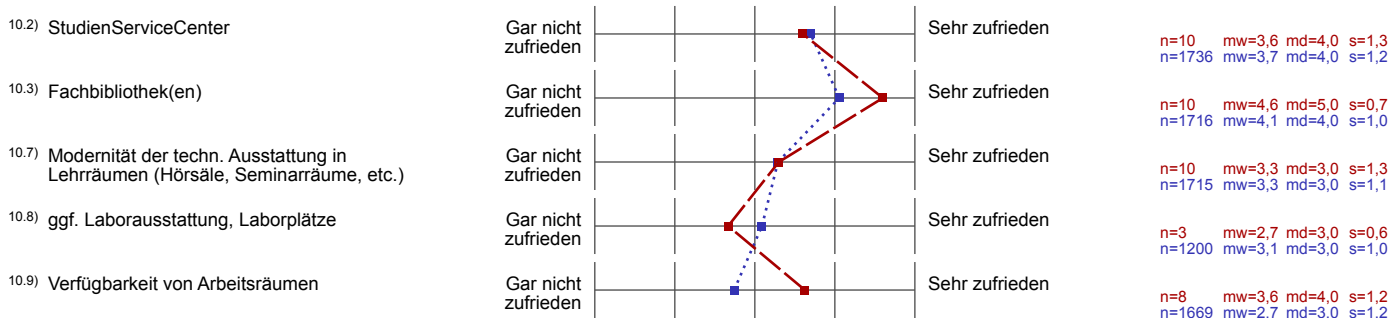 10.2) StudienServiceCenter
Gar nicht
zufrieden
Sehr zufrieden
n=10 mw=3,6 md=4,0 s=1,3
n=1736 mw=3,7 md=4,0 s=1,2
10.3) Fachbibliothek(en)
Gar nicht
zufrieden
Sehr zufrieden
n=10 mw=4,6 md=5,0 s=0,7
n=1716 mw=4,1 md=4,0 s=1,0
10.7) Modernität der techn. Ausstattung in
Lehrräumen (Hörsäle, Seminarräume, etc.)
Gar nicht
zufrieden
Sehr zufrieden
n=10 mw=3,3 md=3,0 s=1,3
n=1715 mw=3,3 md=3,0 s=1,1
10.8) ggf. Laborausstattung, Laborplätze
Gar nicht
zufrieden
Sehr zufrieden
n=3 mw=2,7 md=3,0 s=0,6
n=1200 mw=3,1 md=3,0 s=1,0
10.9) Verfügbarkeit von Arbeitsräumen
Gar nicht
zufrieden
Sehr zufrieden
n=8 mw=3,6 md=4,0 s=1,2
n=1669 mw=2,7 md=3,0 s=1,2